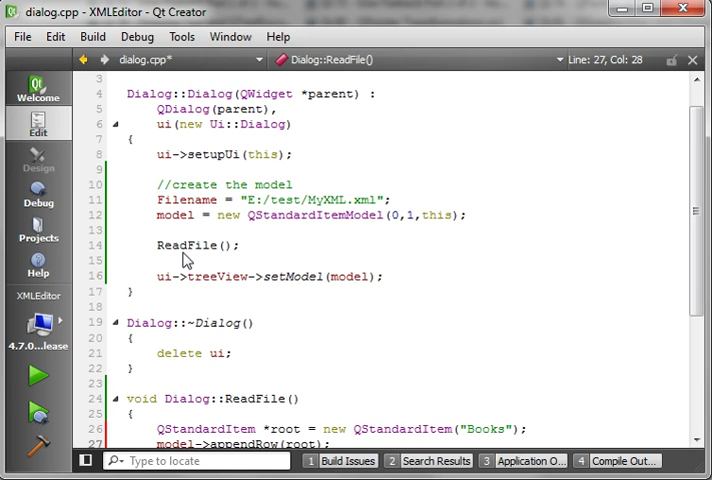 dialog.cpp - XMLEditor - Qt Creator
File Edit Build Debug Tools Window Help
dialog.cpp* Dialog::ReadFile() Line: 27, Col: 28
Qt
Welcome
Edit
Design
Debug
Projects
Help
XMLEditor
4.7.0...lease
3
4 Dialog::Dialog(QWidget *parent) :
5 QDialog(parent),
6 ui(new Ui::Dialog)
7 {
8 ui->setupUi(this);
9
10 //create the model
11 Filename = "E:/test/MyXML.xml";
12 model = new QStandardItemModel(0,1,this);
13
14 ReadFile();
15
16 ui->treeView->setModel(model);
17 }
18
19 Dialog::~Dialog()
20 {
21 delete ui;
22 }
23
24 void Dialog::ReadFile()
25 {
26 QStandardItem *root = new QStandardItem("Books");
27 model->appendRow(root);
Type to locate 1 Build Issues 2 Search Results 3 Application O... 4 Compile Out...